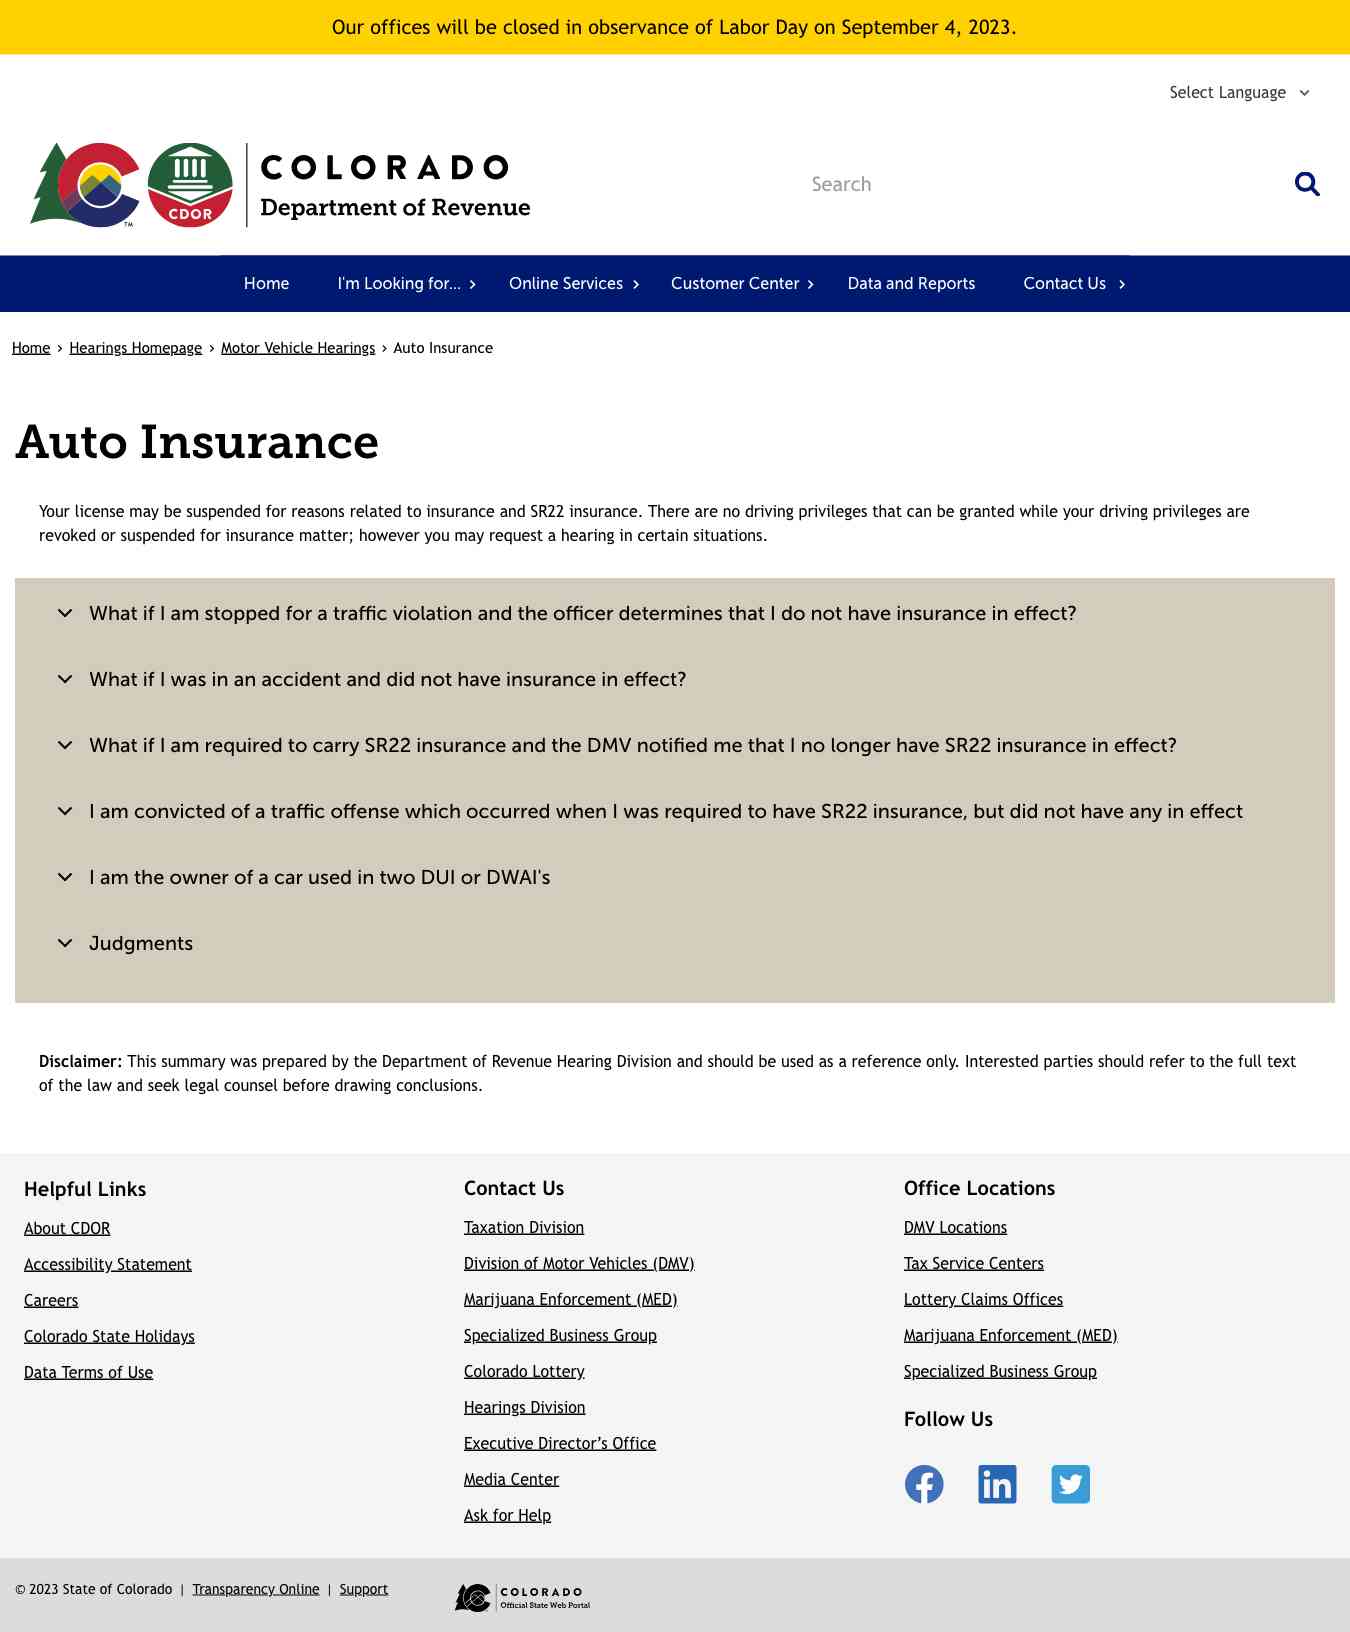 Our offices will be closed in observance of Labor Day on September 4, 2023.
Select Language
CDOR
TM
COLORADO
Department of Revenue
Search
Home
I'm Looking for...
Online Services
Customer Center
Data and Reports
Contact Us
Home › Hearings Homepage › Motor Vehicle Hearings › Auto Insurance
Auto Insurance
Your license may be suspended for reasons related to insurance and SR22 insurance. There are no driving privileges that can be granted while your driving privileges are
revoked or suspended for insurance matter; however you may request a hearing in certain situations.
What if I am stopped for a traffic violation and the officer determines that I do not have insurance in effect?
What if I was in an accident and did not have insurance in effect?
What if I am required to carry SR22 insurance and the DMV notified me that I no longer have SR22 insurance in effect?
I am convicted of a traffic offense which occurred when I was required to have SR22 insurance, but did not have any in effect
I am the owner of a car used in two DUI or DWAI's
Judgments
Disclaimer: This summary was prepared by the Department of Revenue Hearing Division and should be used as a reference only. Interested parties should refer to the full text
of the law and seek legal counsel before drawing conclusions.
Helpful Links
About CDOR
Accessibility Statement
Careers
Colorado State Holidays
Data Terms of Use
Contact Us
Taxation Division
Division of Motor Vehicles (DMV)
Marijuana Enforcement (MED)
Specialized Business Group
Colorado Lottery
Hearings Division
Executive Director’s Office
Media Center
Ask for Help
Office Locations
DMV Locations
Tax Service Centers
Lottery Claims Offices
Marijuana Enforcement (MED)
Specialized Business Group
Follow Us
© 2023 State of Colorado | Transparency Online | Support
COLORADO
Official State Web Portal